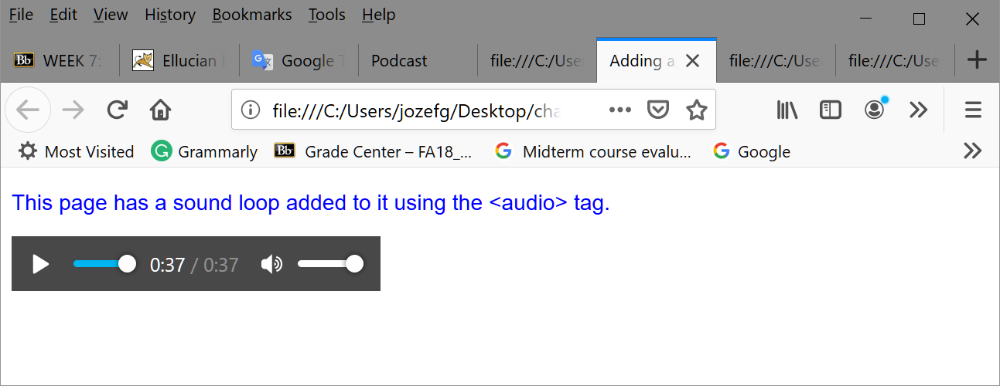 File Edit View History Bookmarks Tools Help
WEEK 7: Ellucian Google Podcast file:///C:/Use Adding a file:///C:/Use file:///C:/Use
file:///C:/Users/jozefg/Desktop/cha
Most Visited Grammarly Bb Grade Center – FA18_... Midterm course evalu... Google
This page has a sound loop added to it using the <audio> tag.
0:37 / 0:37